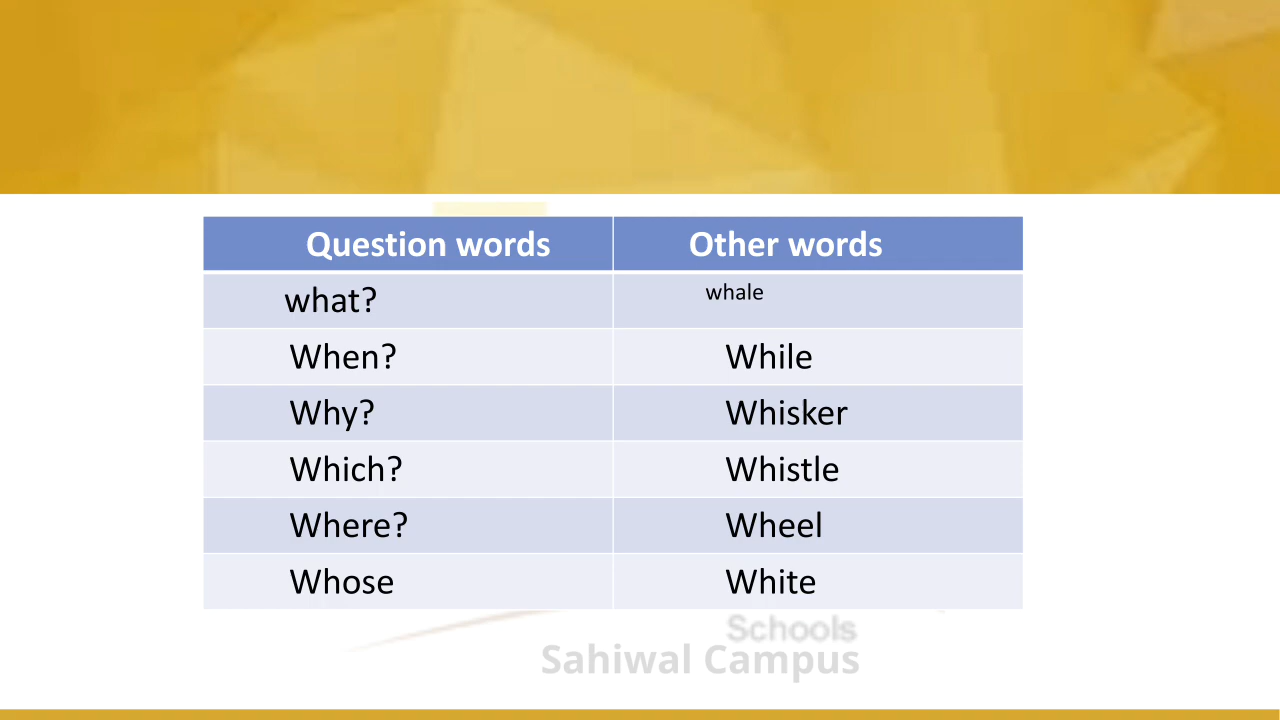 Question words Other words
what? whale
When? While
Why? Whisker
Which? Whistle
Where? Wheel
Whose White
Schools
Sahiwal Campus